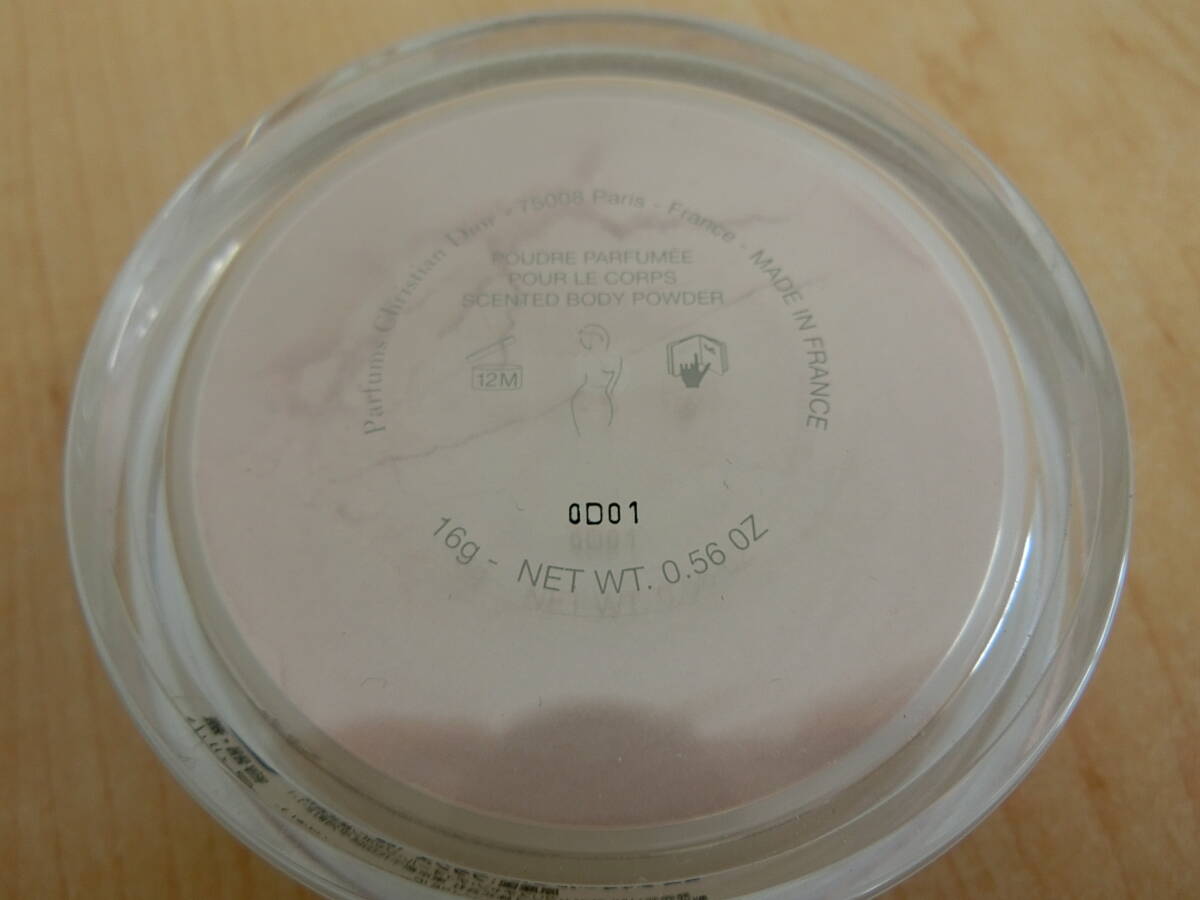 Parfums Christian Dior - 75008 Paris - France - MADE IN FRANCE
POUDRE PARFUMÉE
POUR LE CORPS
SCENTED BODY POWDER
12M
0D01
16g - NET WT. 0.56 OZ